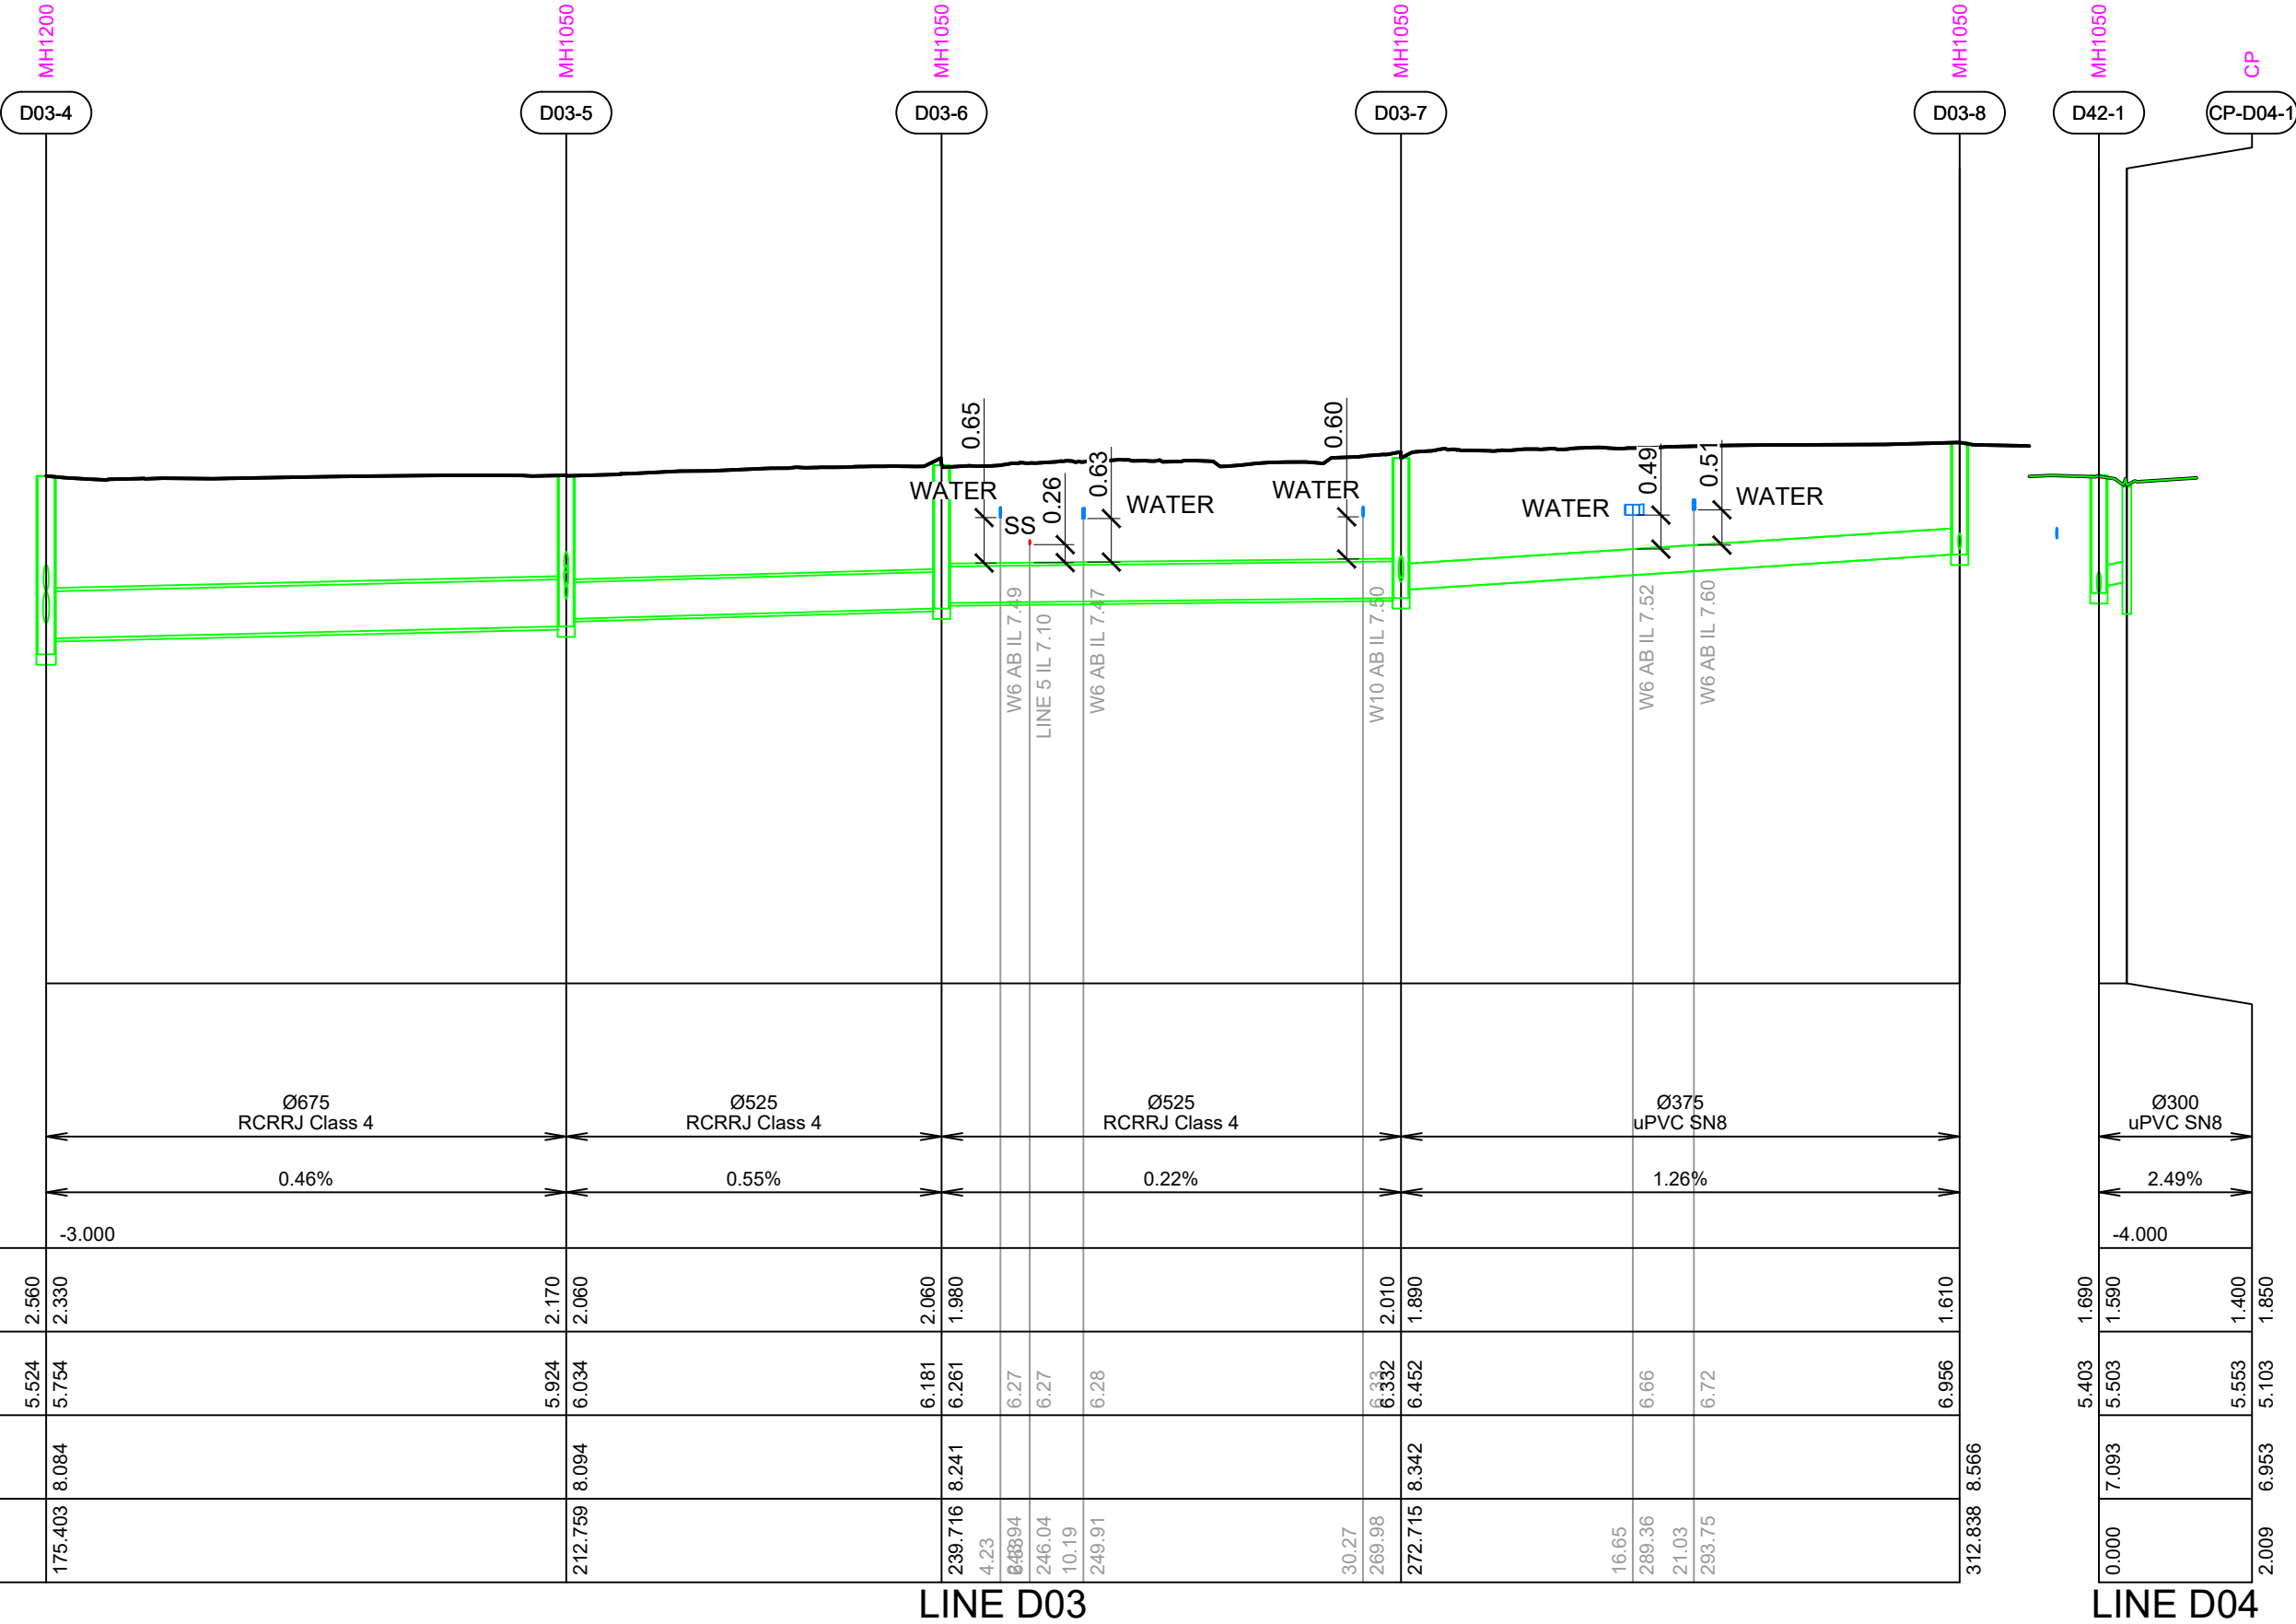 MH1200
MH1050
MH1050
MH1050
MH1050
MH1050
CP
D03-4
D03-5
D03-6
D03-7
D03-8
D42-1
CP-D04-1
0.65
0.26
0.63
0.60
0.49
0.51
WATER
SS
WATER
WATER
WATER
WATER
W6 AB IL 7.49
LINE 5 IL 7.10
W6 AB IL 7.47
W10 AB IL 7.50
W6 AB IL 7.52
W6 AB IL 7.60
Ø675
RCRRJ Class 4
Ø525
RCRRJ Class 4
Ø525
RCRRJ Class 4
Ø375
uPVC SN8
Ø300
uPVC SN8
0.46%
0.55%
0.22%
1.26%
2.49%
-3.000
-4.000
2.560
2.330
2.170
2.060
2.060
1.980
2.010
1.890
1.610
1.690
1.590
1.400
1.850
5.524
5.754
5.924
6.034
6.181
6.261
6.27
6.27
6.28
6.332
6.452
6.66
6.72
6.956
5.403
5.503
5.553
5.103
8.084
8.094
8.241
8.342
8.566
7.093
6.953
175.403
212.759
239.716
4.23
246.04
10.19
249.91
30.27
269.98
272.715
16.65
289.36
21.03
293.75
312.838
0.000
2.009
LINE D03
LINE D04